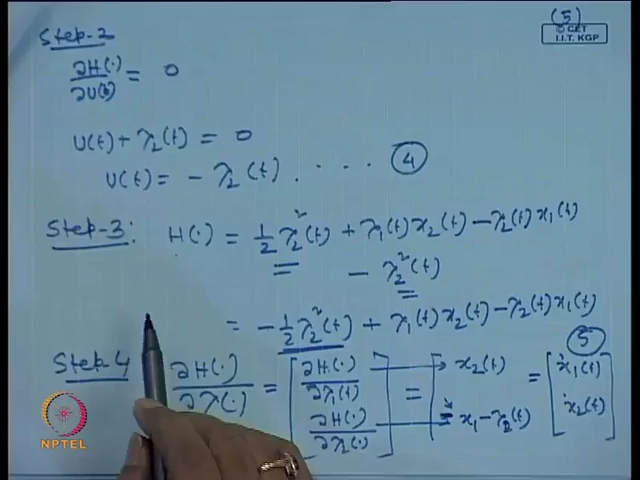 (5)
© CET
I.I.T. KGP
Step-2
∂H(·)/∂U(t) = 0
U(t) + λ₂(t) = 0
U(t) = - λ₂(t) . . . . . (4)
Step-3: H(·) = 1/2 λ₂²(t) + λ₁(t) x₂(t) - λ₂(t) x₁(t)
- λ₂²(t)
= - 1/2 λ₂²(t) + λ₁(t) x₂(t) - λ₂(t) x₁(t)
(5)
Step-4 ∂H(·)/∂λ(·) = [∂H(·)/∂λ₁(t) ; ∂H(·)/∂λ₂(·)] = [x₂(t) ; - x₁ - λ₂(t)] = [ẋ₁(t) ; ẋ₂(t)]
NPTEL